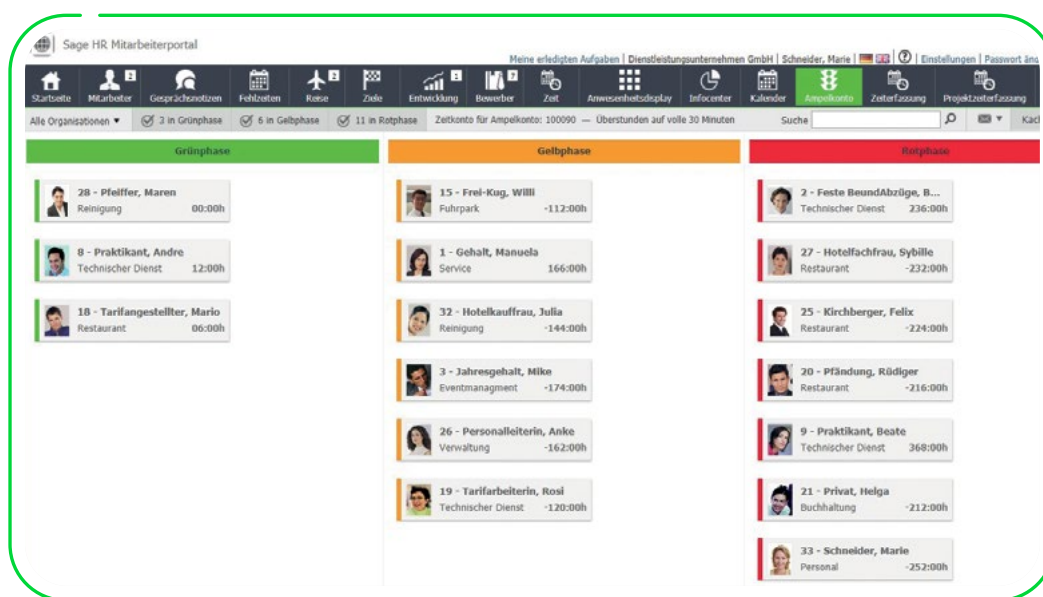 Sage HR Mitarbeiterportal
Meine erledigten Aufgaben | Dienstleistungsunternehmen GmbH | Schneider, Marie | ? | Einstellungen | Passwort änd
2 2 9 1 7
Startseite Mitarbeiter Gesprächsnotizen Fehlzeiten Reise Ziele Entwicklung Bewerber Zeit Anwesenheitsdisplay Infocenter Kalender Ampelkonto Zeiterfassung Projektzeiterfassung
Alle Organisationen ▼ 3 in Grünphase 6 in Gelbphase 11 in Rotphase Zeitkonto für Ampelkonto: 100090 — Überstunden auf volle 30 Minuten Suche Kach
Grünphase
28 - Pfeiffer, Maren
Reinigung 00:00h
8 - Praktikant, Andre
Technischer Dienst 12:00h
18 - Tarifangestellter, Mario
Restaurant 06:00h
Gelbphase
15 - Frei-Kug, Willi
Fuhrpark -112:00h
1 - Gehalt, Manuela
Service 166:00h
32 - Hotelkauffrau, Julia
Reinigung -144:00h
3 - Jahresgehalt, Mike
Eventmanagment -174:00h
26 - Personalleiterin, Anke
Verwaltung -162:00h
19 - Tarifarbeiterin, Rosi
Technischer Dienst -120:00h
Rotphase
2 - Feste BeundAbzüge, B...
Technischer Dienst 236:00h
27 - Hotelfachfrau, Sybille
Restaurant -232:00h
25 - Kirchberger, Felix
Restaurant -224:00h
20 - Pfändung, Rüdiger
Restaurant -216:00h
9 - Praktikant, Beate
Technischer Dienst 368:00h
21 - Privat, Helga
Buchhaltung -212:00h
33 - Schneider, Marie
Personal -252:00h